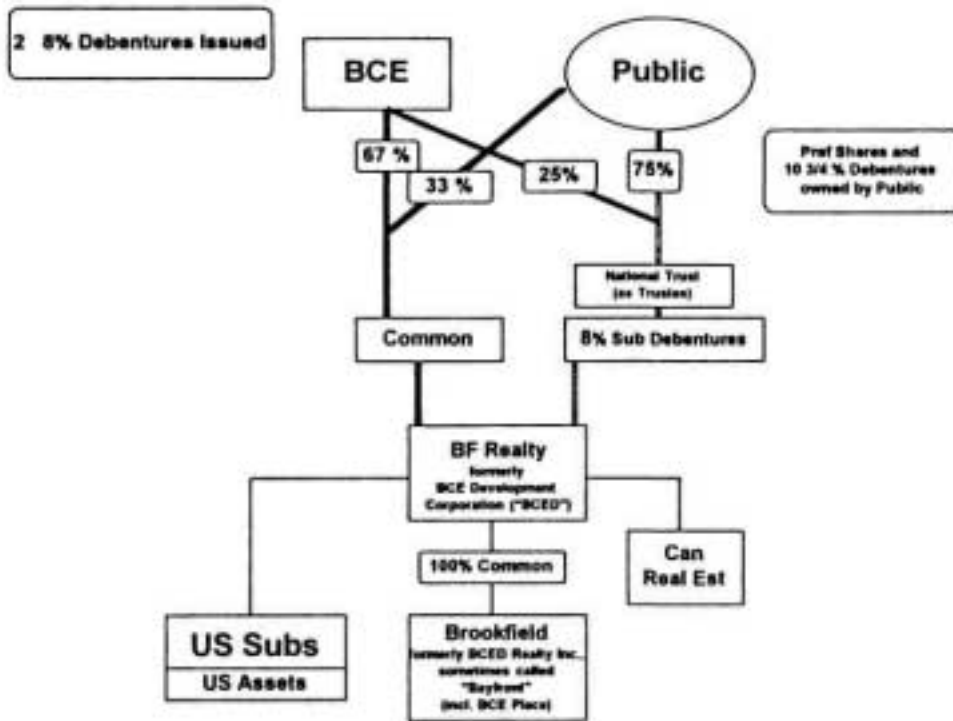 2 8% Debentures Issued
BCE
Public
67 %
33 %
25%
75%
Pref Shares and
10 3/4 % Debentures
owned by Public
National Trust
(as Trustee)
Common
8% Sub Debentures
BF Realty
formerly
BCE Development
Corporation ("BCED")
100% Common
Can
Real Est
US Subs
US Assets
Brookfield
formerly BCED Realty Inc.,
sometimes called
"Bayfront"
(incl. BCE Place)